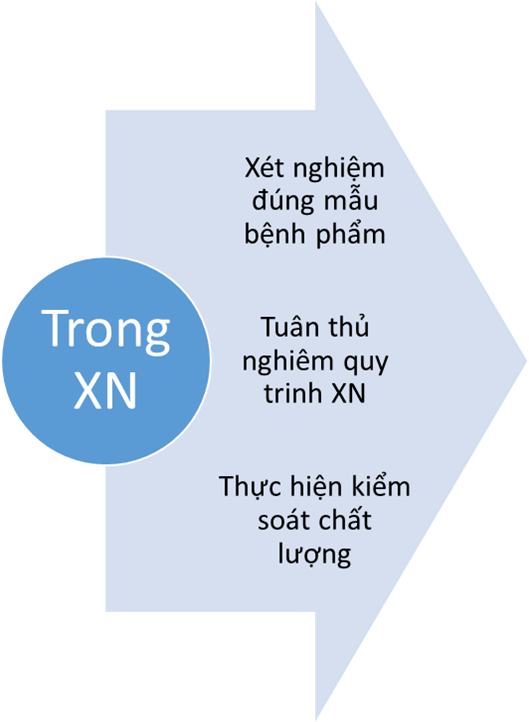 Trong
XN
Xét nghiệm
đúng mẫu
bệnh phẩm
Tuân thủ
nghiêm quy
trinh XN
Thực hiện kiểm
soát chất
lượng